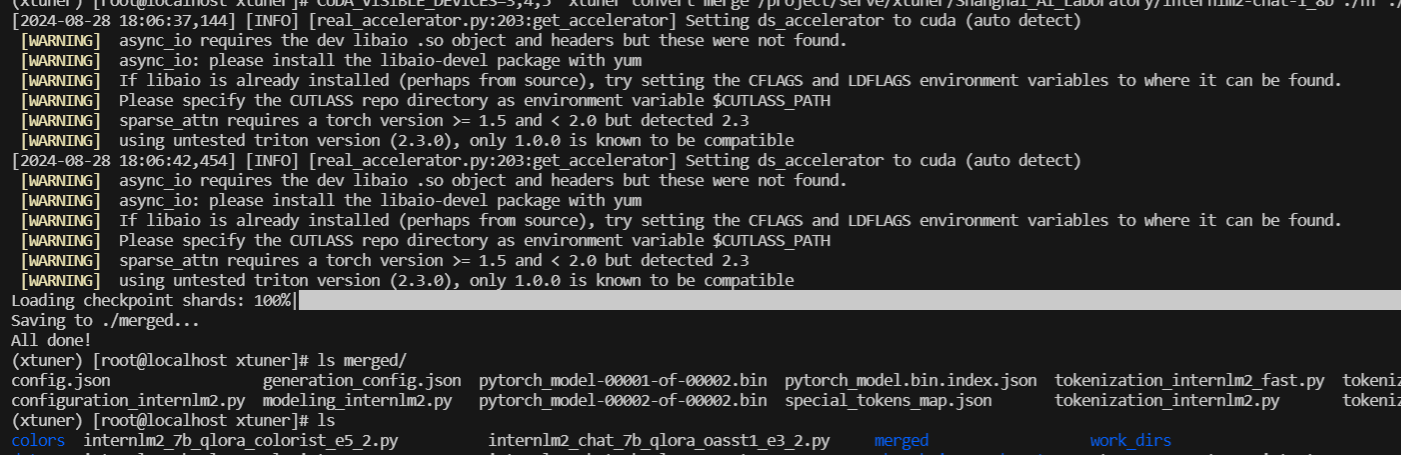 (xtuner) [root@localhost xtuner]# CUDA_VISIBLE_DEVICES=3,4,5 xtuner convert merge /project/serve/xtuner/Shanghai_AI_Laboratory/internlm2-chat-1_8b ./hf ./
[2024-08-28 18:06:37,144] [INFO] [real_accelerator.py:203:get_accelerator] Setting ds_accelerator to cuda (auto detect)
[WARNING] async_io requires the dev libaio .so object and headers but these were not found.
[WARNING] async_io: please install the libaio-devel package with yum
[WARNING] If libaio is already installed (perhaps from source), try setting the CFLAGS and LDFLAGS environment variables to where it can be found.
[WARNING] Please specify the CUTLASS repo directory as environment variable $CUTLASS_PATH
[WARNING] sparse_attn requires a torch version >= 1.5 and < 2.0 but detected 2.3
[WARNING] using untested triton version (2.3.0), only 1.0.0 is known to be compatible
[2024-08-28 18:06:42,454] [INFO] [real_accelerator.py:203:get_accelerator] Setting ds_accelerator to cuda (auto detect)
[WARNING] async_io requires the dev libaio .so object and headers but these were not found.
[WARNING] async_io: please install the libaio-devel package with yum
[WARNING] If libaio is already installed (perhaps from source), try setting the CFLAGS and LDFLAGS environment variables to where it can be found.
[WARNING] Please specify the CUTLASS repo directory as environment variable $CUTLASS_PATH
[WARNING] sparse_attn requires a torch version >= 1.5 and < 2.0 but detected 2.3
[WARNING] using untested triton version (2.3.0), only 1.0.0 is known to be compatible
Loading checkpoint shards: 100%|
Saving to ./merged...
All done!
(xtuner) [root@localhost xtuner]# ls merged/
config.json generation_config.json pytorch_model-00001-of-00002.bin pytorch_model.bin.index.json tokenization_internlm2_fast.py tokeniz
configuration_internlm2.py modeling_internlm2.py pytorch_model-00002-of-00002.bin special_tokens_map.json tokenization_internlm2.py tokeniz
(xtuner) [root@localhost xtuner]# ls
colors internlm2_7b_qlora_colorist_e5_2.py internlm2_chat_7b_qlora_oasst1_e3_2.py merged work_dirs